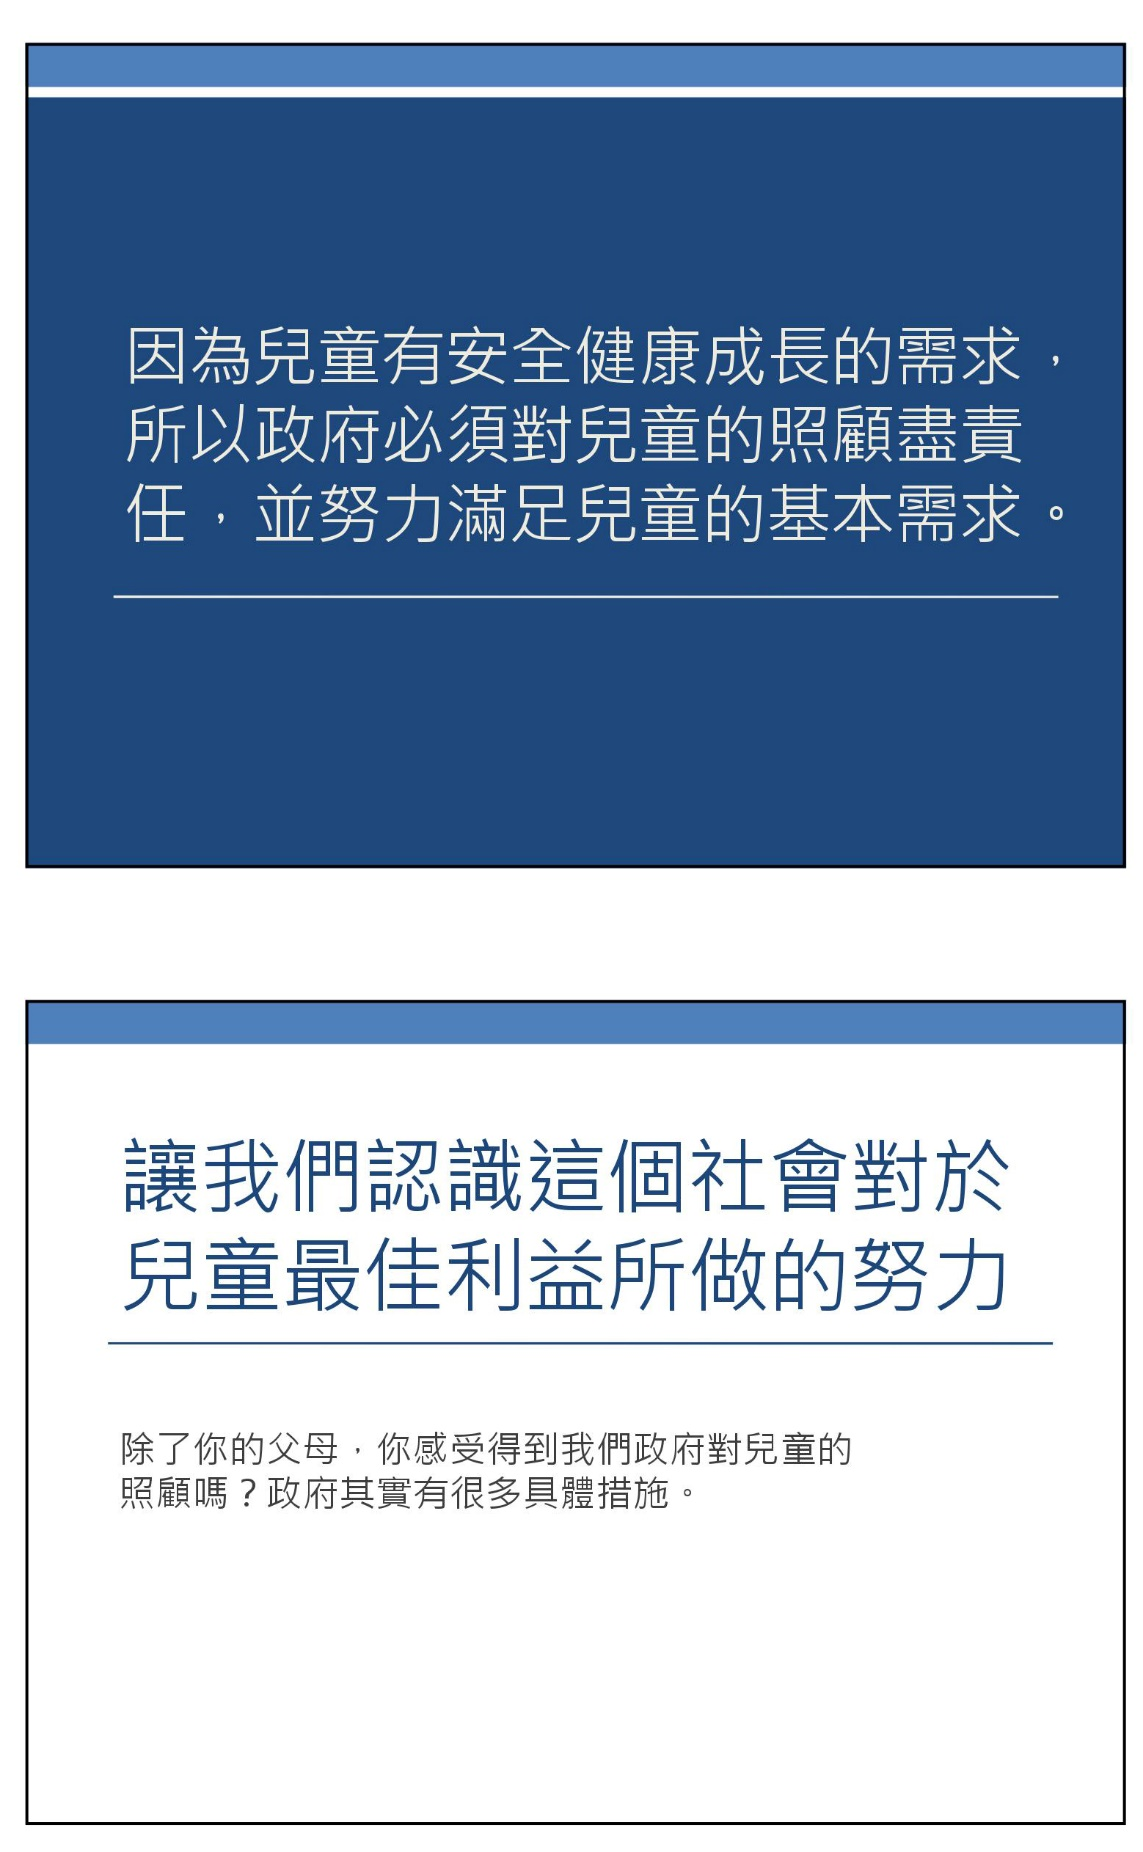 因為兒童有安全健康成長的需求，
所以政府必須對兒童的照顧盡責
任，並努力滿足兒童的基本需求。
讓我們認識這個社會對於
兒童最佳利益所做的努力
除了你的父母，你感受得到我們政府對兒童的
照顧嗎？政府其實有很多具體措施。